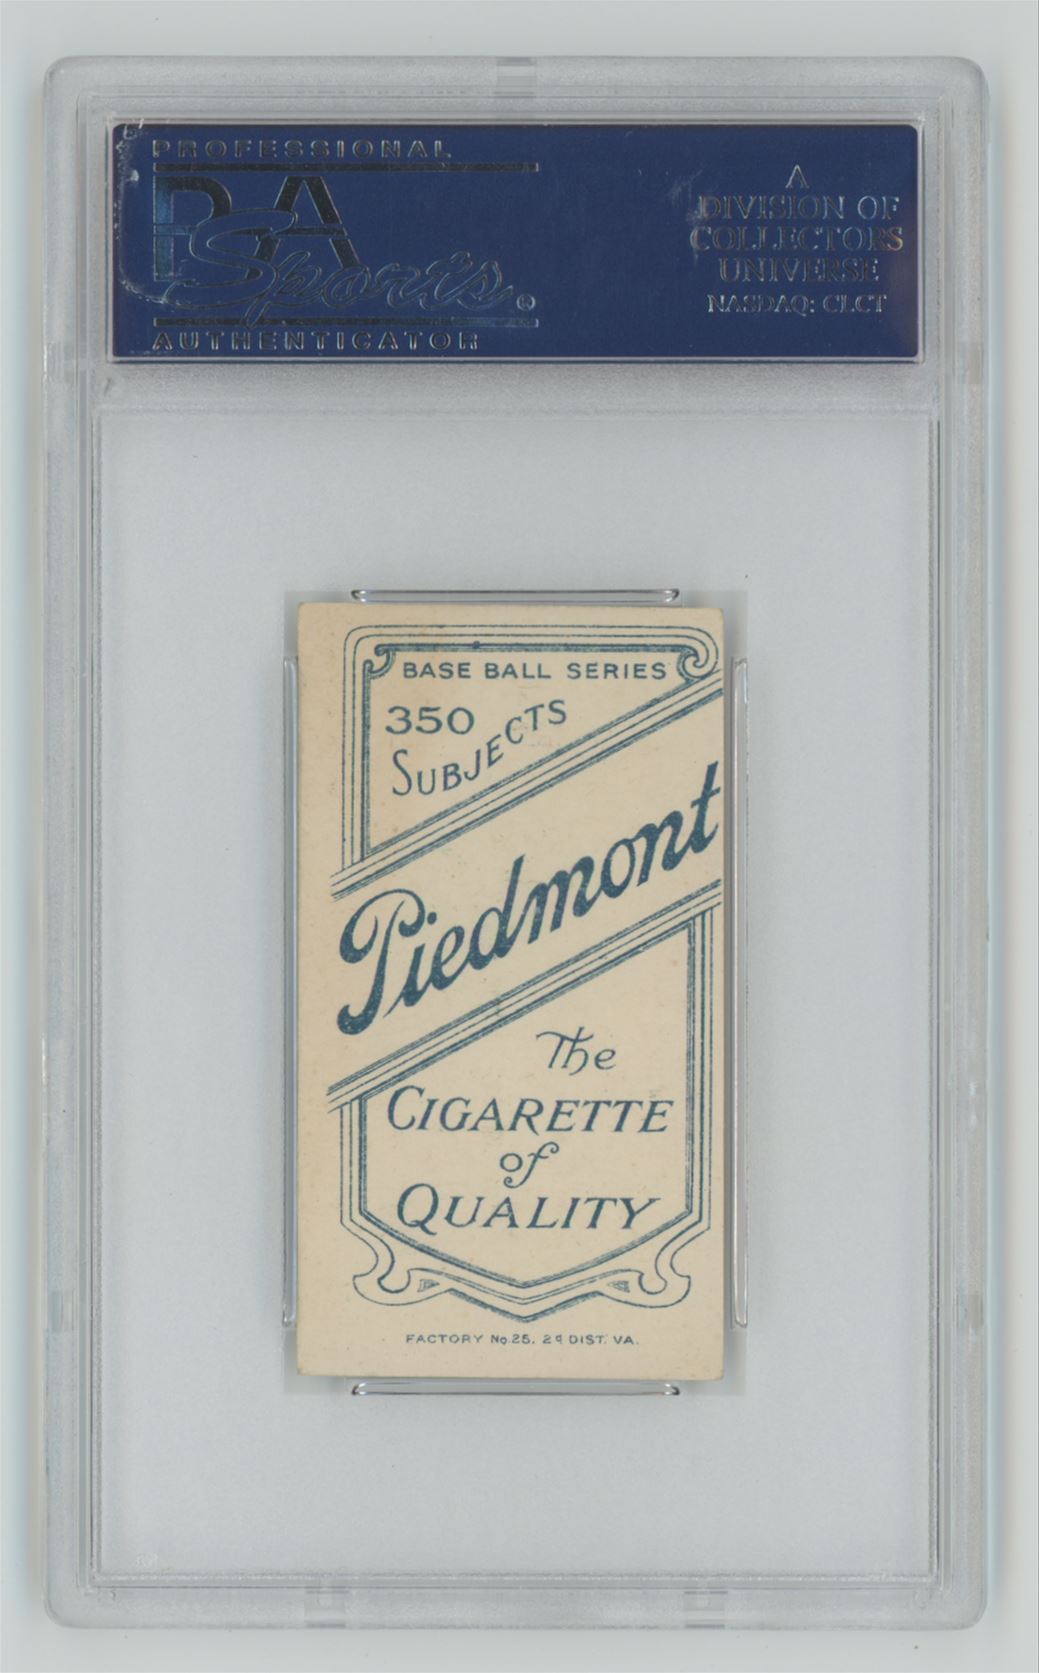 PROFESSIONAL
PSA
Sports®
AUTHENTICATOR
A
DIVISION OF
COLLECTORS
UNIVERSE
NASDAQ: CLCT
BASE BALL SERIES
350
SUBJECTS
Piedmont
The
CIGARETTE
of
QUALITY
FACTORY No. 25, 2d DIST. VA.